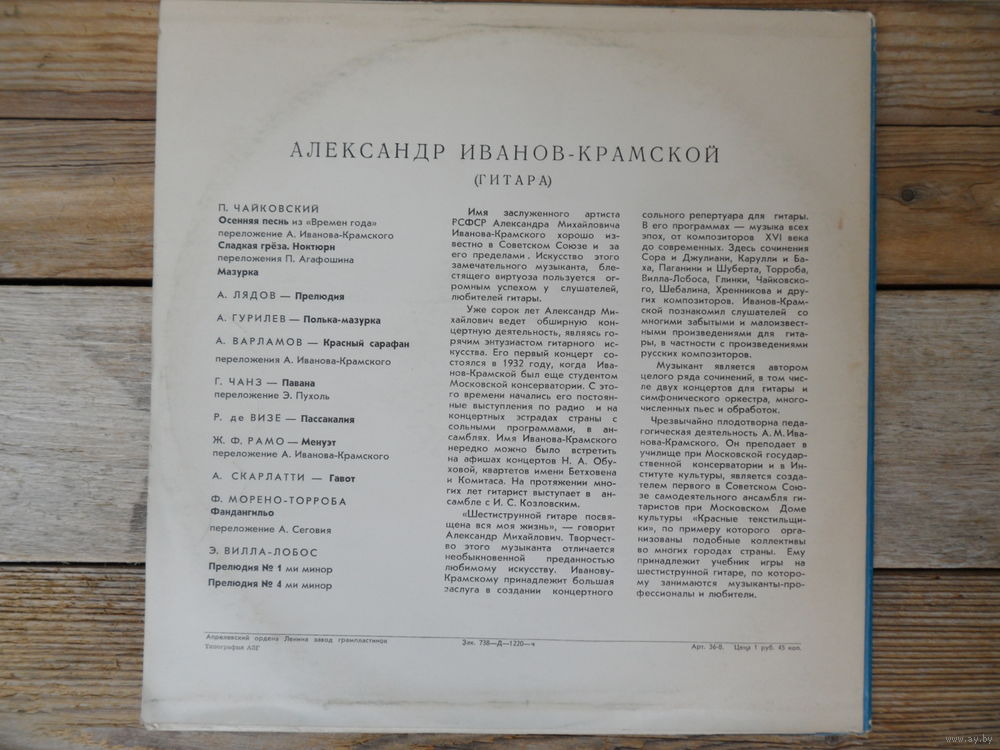 АЛЕКСАНДР ИВАНОВ-КРАМСКОЙ
(ГИТАРА)
П. ЧАЙКОВСКИЙ
Осенняя песнь из «Времен года»
переложение А. Иванова-Крамского
Сладкая грёза. Ноктюрн
переложения П. Агафошина
Мазурка
А. ЛЯДОВ — Прелюдия
А. ГУРИЛЕВ — Полька-мазурка
А. ВАРЛАМОВ — Красный сарафан
переложения А. Иванова-Крамского
Г. ЧАНЗ — Павана
переложение Э. Пухоль
Р. де ВИЗЕ — Пассакалия
Ж. Ф. РАМО — Менуэт
переложение А. Иванова-Крамского
А. СКАРЛАТТИ — Гавот
Ф. МОРЕНО-ТОРРОБА
Фандангильо
переложение А. Сеговия
Э. ВИЛЛА-ЛОБОС
Прелюдия № 1 ми минор
Прелюдия № 4 ми минор
Имя заслуженного артиста
РСФСР Александра Михайловича
Иванова-Крамского хорошо из-
вестно в Советском Союзе и за
его пределами. Искусство этого
замечательного музыканта, бле-
стящего виртуоза пользуется ог-
ромным успехом у слушателей,
любителей гитары.
Уже сорок лет Александр Ми-
хайлович ведет обширную кон-
цертную деятельность, являясь го-
рячим энтузиастом гитарного ис-
кусства. Его первый концерт со-
стоялся в 1932 году, когда Ива-
нов-Крамской был еще студентом
Московской консерватории. С это-
го времени начались его постоян-
ные выступления по радио и на
концертных эстрадах страны с
сольными программами, в ан-
самблях. Имя Иванова-Крамского
нередко можно было встретить
на афишах концертов Н. А. Обу-
ховой, квартетов имени Бетховена
и Комитаса. На протяжении мно-
гих лет гитарист выступает в ан-
самбле с И. С. Козловским.
«Шестиструнной гитаре посвя-
щена вся моя жизнь», — говорит
Александр Михайлович. Творчест-
во этого музыканта отличается
необыкновенной преданностью
любимому искусству. Иванову-
Крамскому принадлежит большая
заслуга в создании концертного
сольного репертуара для гитары.
В его программах — музыка всех
эпох, от композиторов XVI века
до современных. Здесь сочинения
Сора и Джулиани, Карулли и Ба-
ха, Паганини и Шуберта, Торроба,
Вилла-Лобоса, Глинки, Чайковско-
го, Шебалина, Хренникова и дру-
гих композиторов. Иванов-Крам-
ской познакомил слушателей со
многими забытыми и малоизвест-
ными произведениями для гита-
ры, в частности с произведениями
русских композиторов.
Музыкант является автором
целого ряда сочинений, в том чис-
ле двух концертов для гитары и
симфонического оркестра, много-
численных пьес и обработок.
Чрезвычайно плодотворна педа-
гогическая деятельность А. М. Ива-
нова-Крамского. Он преподает в
училище при Московской государ-
ственной консерватории и в Ин-
ституте культуры, является созда-
телем первого в Советском Сою-
зе самодеятельного ансамбля ги-
таристов при Московском Доме
культуры «Красные текстильщи-
ки», по примеру которого орга-
низованы подобные коллективы
во многих городах страны. Ему
принадлежит учебник игры на
шестиструнной гитаре, по которо-
му занимаются музыканты-про-
фессионалы и любители.
Апрелевский ордена Ленина завод грампластинок
Типография АЗГ
Зак. 738—Д—1220—ч
Арт. 36-8. Цена 1 руб. 45 коп.
www.ay.by